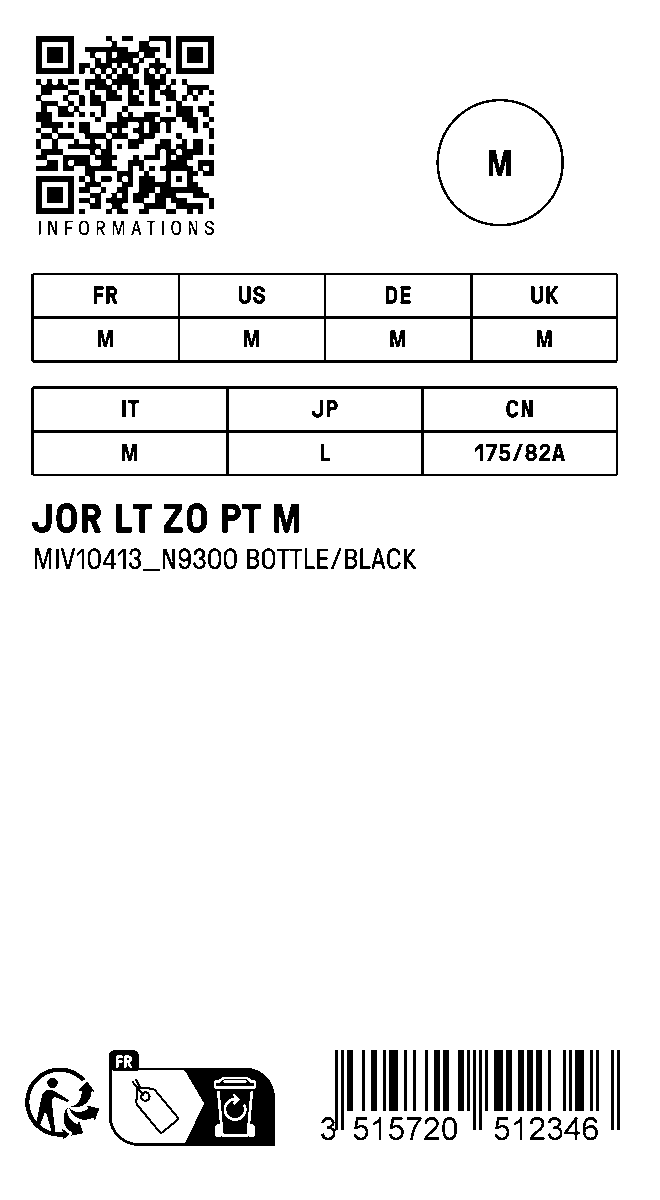 M
INFORMATIONS
FR US DE UK
M M M M
IT JP CN
M L 175/82A
JOR LT ZO PT M
MIV10413_N9300 BOTTLE/BLACK
FR
3 515720 512346